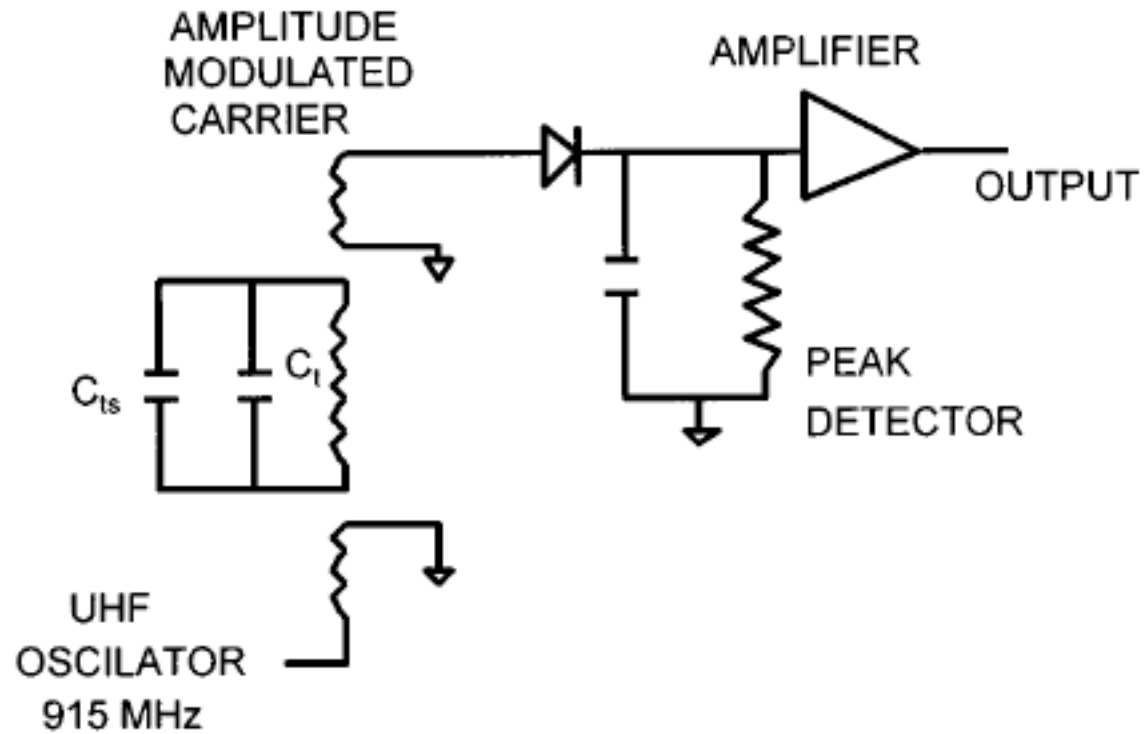 AMPLITUDE
MODULATED
CARRIER
AMPLIFIER
OUTPUT
Cts
Ct
PEAK
DETECTOR
UHF
OSCILATOR
915 MHz